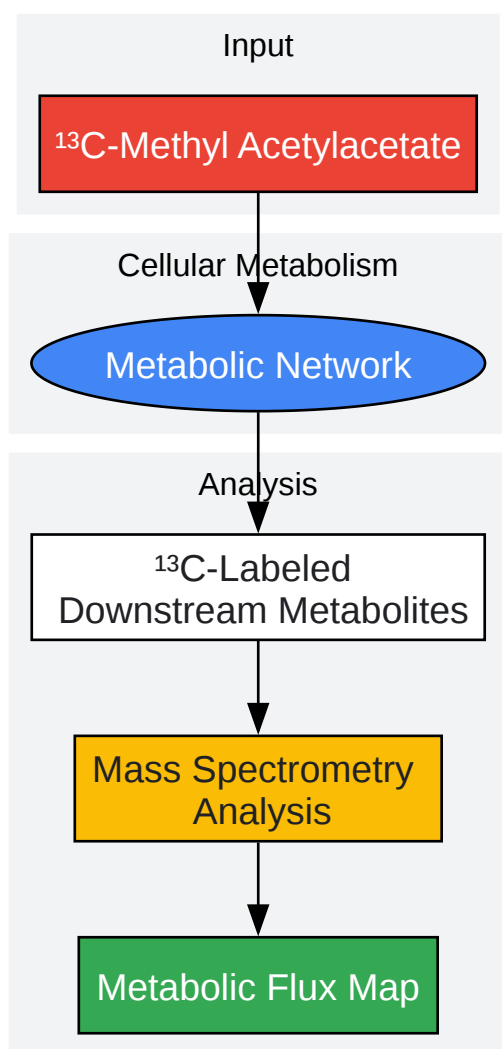 Input
¹³C-Methyl Acetylacetate
Cellular Metabolism
Metabolic Network
Analysis
¹³C-Labeled
Downstream Metabolites
Mass Spectrometry
Analysis
Metabolic Flux Map